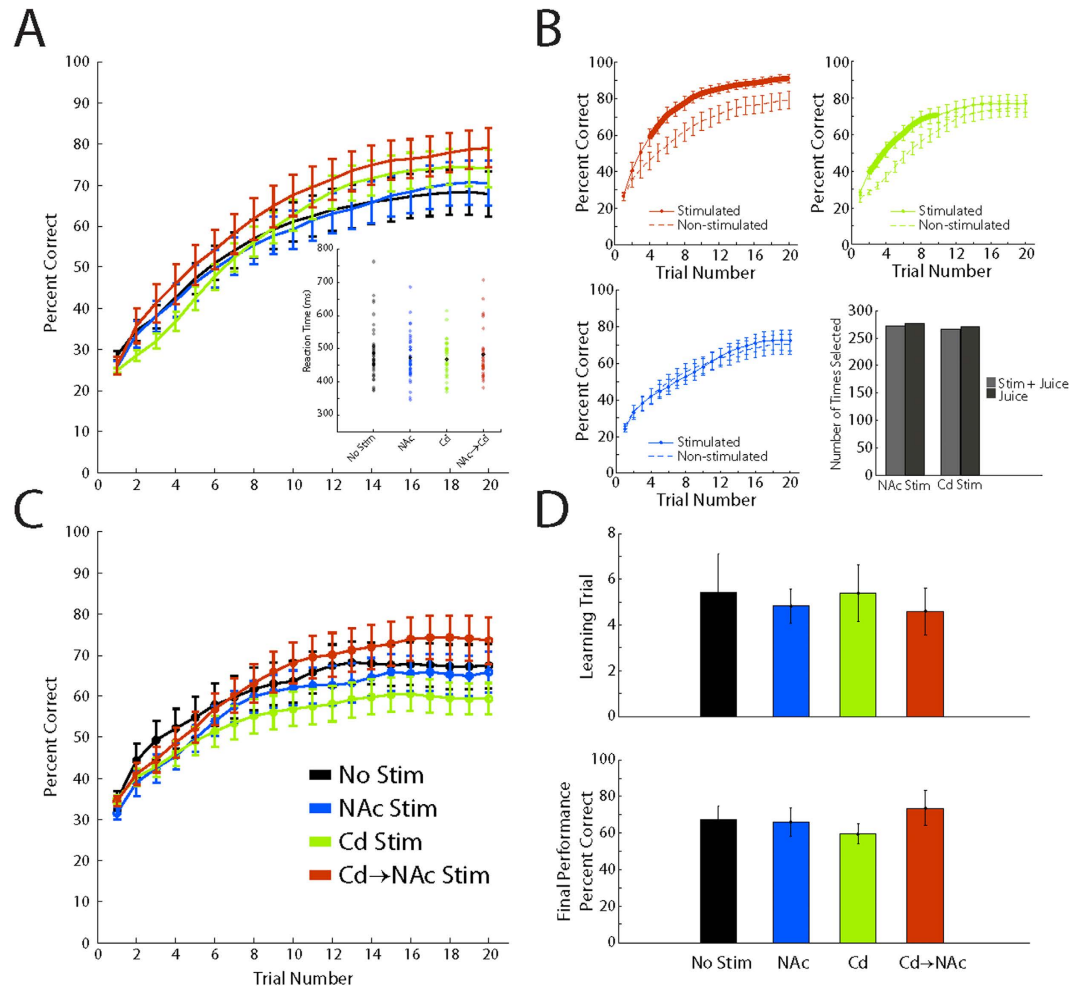 A
Percent Correct
100
90
80
70
60
50
40
30
20
10
0
0 2 4 6 8 10 12 14 16 18 20
Reaction Time (ms)
800
700
600
500
400
300
No Stim
NAc
Cd
NAc→Cd
B
Percent Correct
100
80
60
40
20
0
Stimulated
Non-stimulated
0 4 8 12 16 20
Trial Number
Percent Correct
100
80
60
40
20
0
Stimulated
Non-stimulated
0 4 8 12 16 20
Trial Number
Percent Correct
100
80
60
40
20
0
Stimulated
Non-stimulated
0 4 8 12 16 20
Trial Number
Number of Times Selected
300
250
200
150
100
50
0
NAc Stim Cd Stim
Stim+ Juice
Juice
C
Percent Correct
100
90
80
70
60
50
40
30
20
10
0
No Stim
NAc Stim
Cd Stim
Cd→NAc Stim
0 2 4 6 8 10 12 14 16 18 20
Trial Number
D
Learning Trial
8
6
4
2
0
Final Performance
Percent Correct
100
80
60
40
20
0
No Stim NAc Cd Cd→NAc